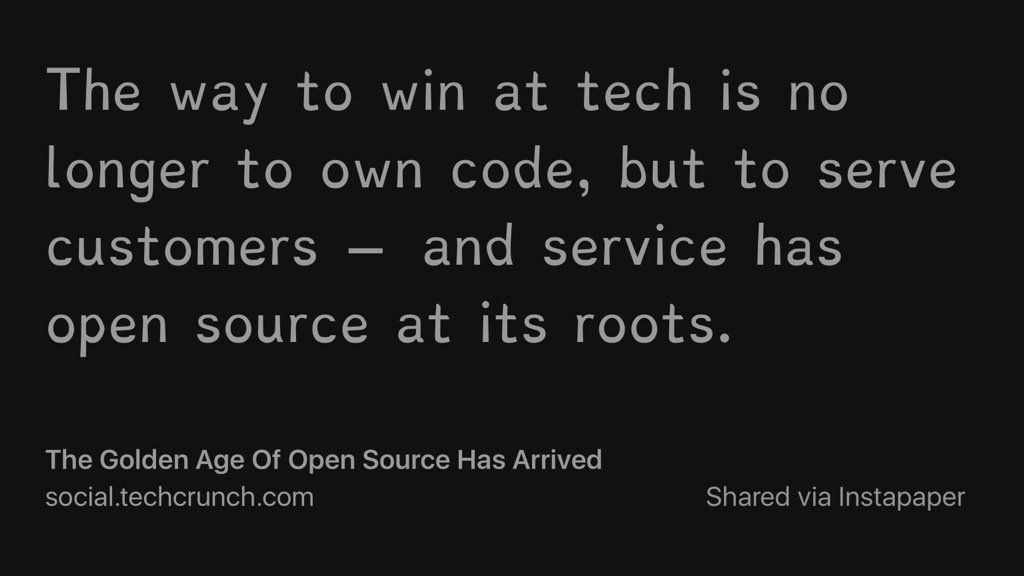 The way to win at tech is no
longer to own code, but to serve
customers — and service has
open source at its roots.
The Golden Age Of Open Source Has Arrived
social.techcrunch.com
Shared via Instapaper